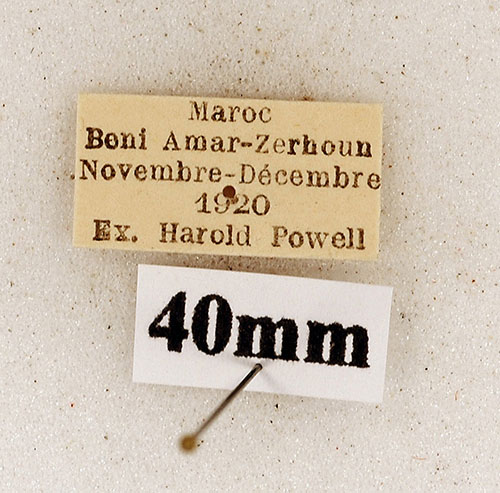 Maroc
Beni Amar-Zerhoun
Novembre-Décembre
1920
Ex. Harold Powell
40mm